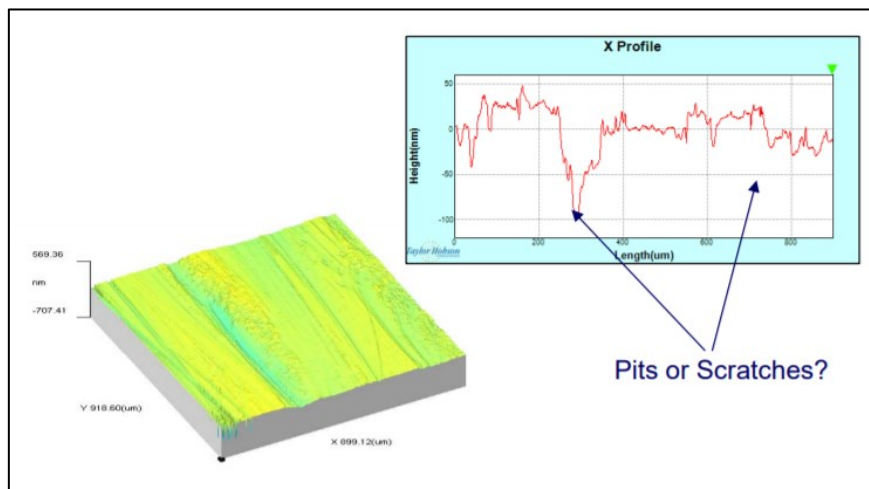 X Profile
50
0
-50
-100
Height(nm)
0 200 400 600 800
Length(um)
Taylor Hobson
569.36
nm
-707.41
Y 918.60(um)
X 899.12(um)
Pits or Scratches?